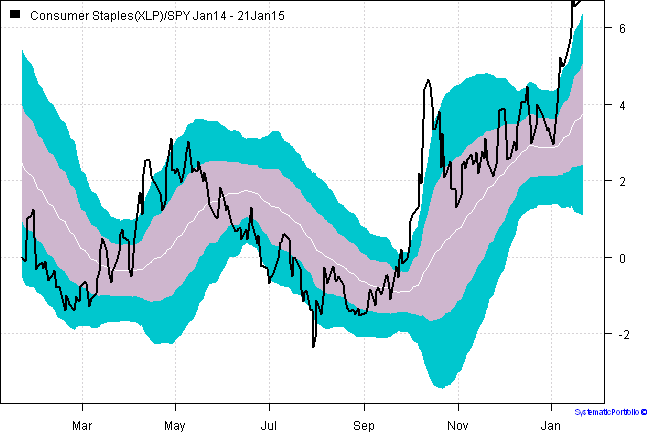 Consumer Staples(XLP)/SPY Jan14 - 21Jan15
6
4
2
0
-2
Mar May Jul Sep Nov Jan
SystematicPortfolio ©